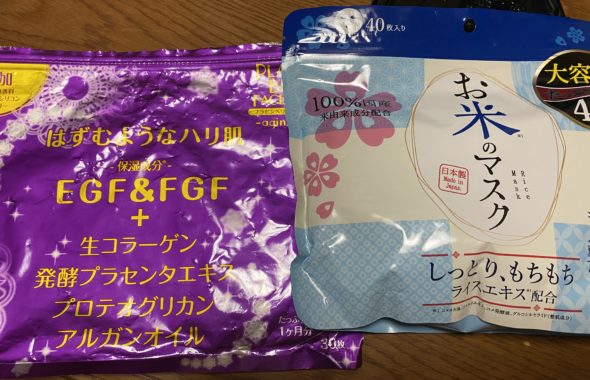 加
はずむようなハリ肌
-保湿成分-
EGF&FGF
+
生コラーゲン
発酵プラセンタエキス
プロテオグリカン
アルガンオイル
1ヶ月分
40枚入り
大容
4
100%国産
米由来成分配合
お米のマスク
Rice
Mask
日本製
Made in
Japan
しっとり、もちもち
ライスエキス配合